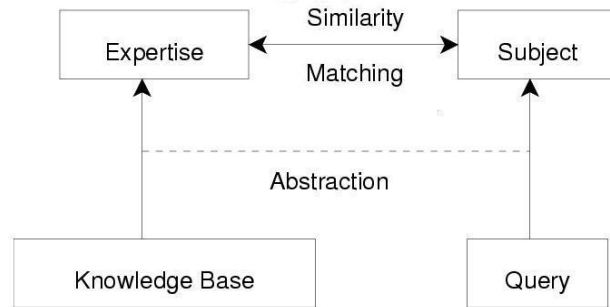 Similarity
Expertise
Subject
Matching
Abstraction
Knowledge Base
Query